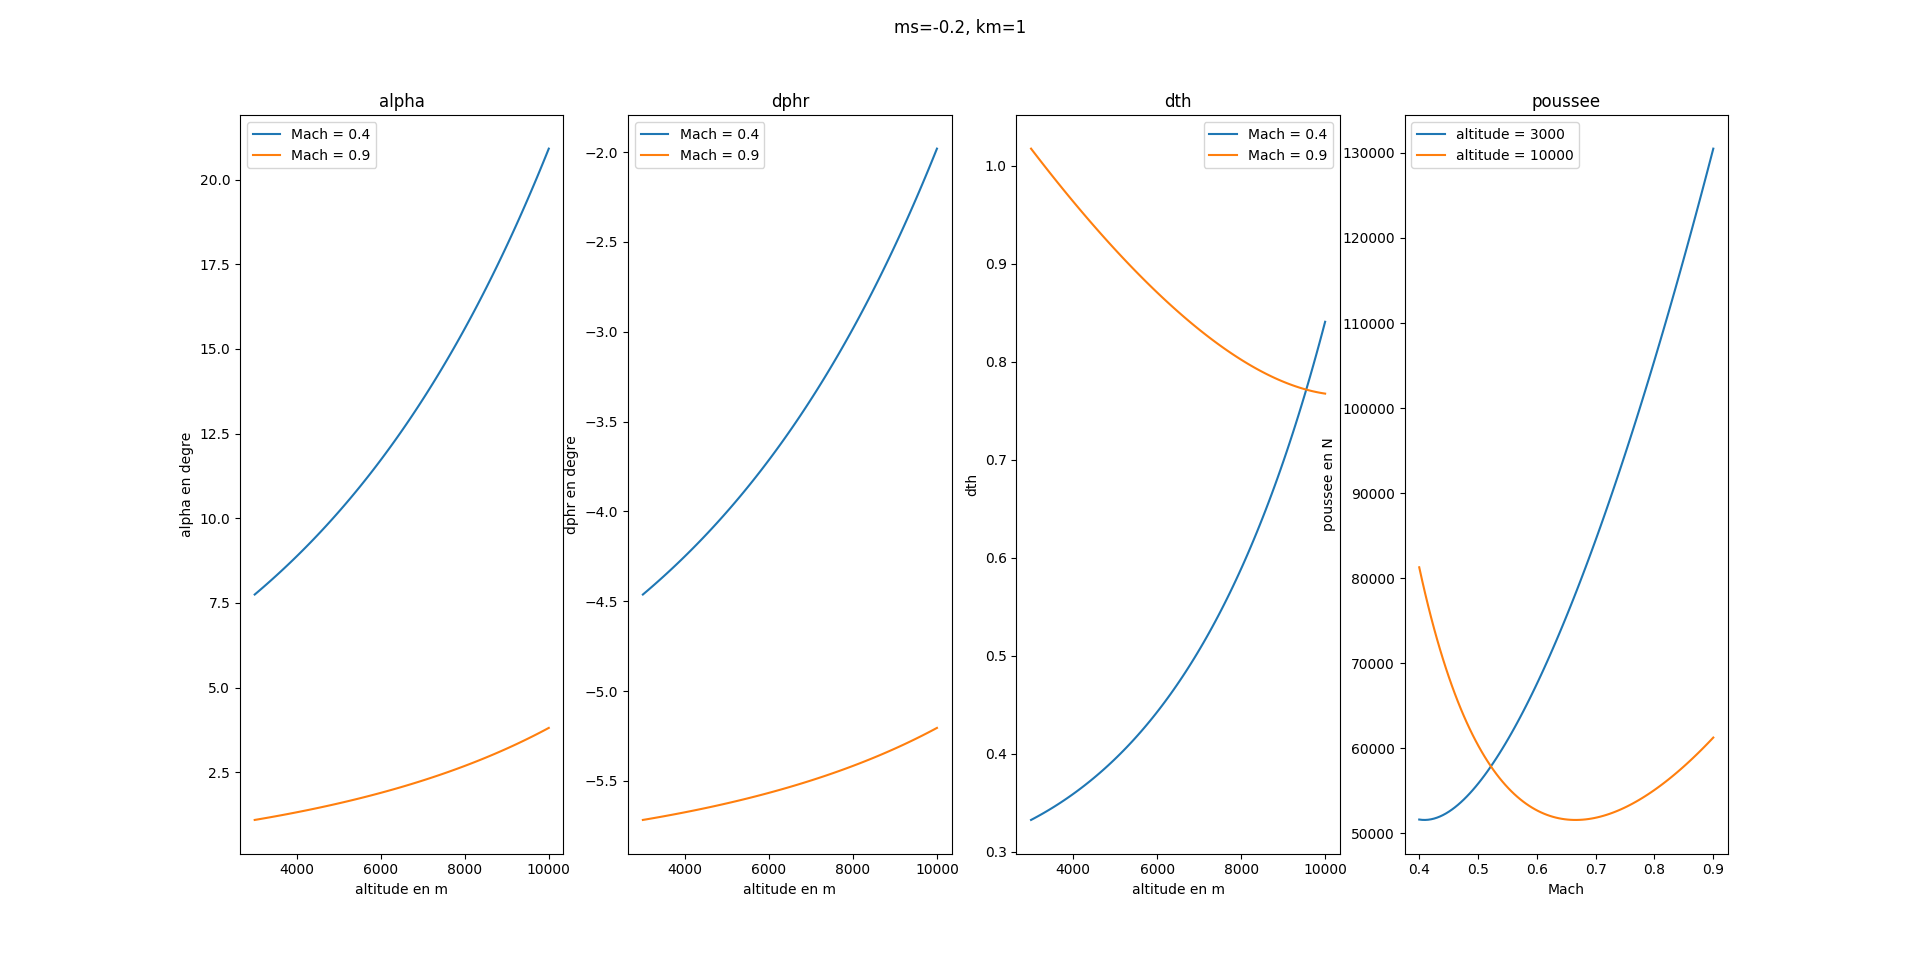 ms=-0.2, km=1
alpha
Mach = 0.4
Mach = 0.9
20.0
17.5
15.0
12.5
10.0
7.5
5.0
2.5
alpha en degre
4000 6000 8000 10000
altitude en m
dphr
Mach = 0.4
Mach = 0.9
−2.0
−2.5
−3.0
−3.5
−4.0
−4.5
−5.0
−5.5
dphr en degre
4000 6000 8000 10000
altitude en m
dth
Mach = 0.4
Mach = 0.9
1.0
0.9
0.8
0.7
0.6
0.5
0.4
0.3
dth
4000 6000 8000 10000
altitude en m
poussee
altitude = 3000
altitude = 10000
130000
120000
110000
100000
90000
80000
70000
60000
50000
poussee en N
0.4 0.5 0.6 0.7 0.8 0.9
Mach